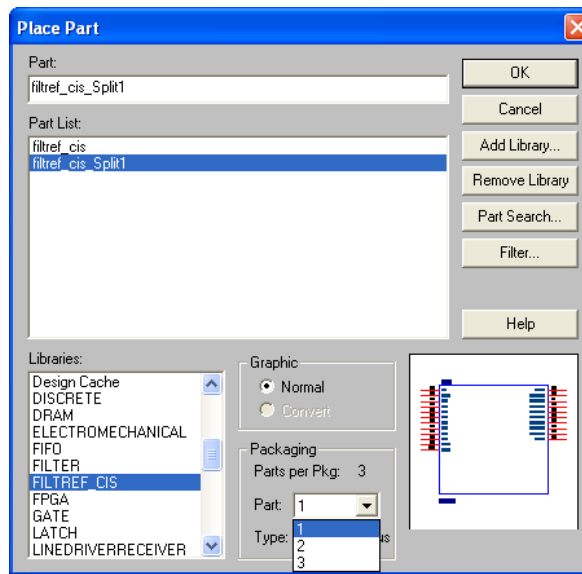 Place Part
Part:
filtref_cis_Split1
OK
Cancel
Part List:
filtref_cis
filtref_cis_Split1
Add Library...
Remove Library
Part Search...
Filter...
Help
Libraries:
Design Cache
DISCRETE
DRAM
ELECTROMECHANICAL
FIFO
FILTER
FILTREF_CIS
FPGA
GATE
LATCH
LINEDRIVERRECEIVER
Graphic
Normal
Convert
Packaging
Parts per Pkg: 3
Part: 1
1
2
3
Type: us